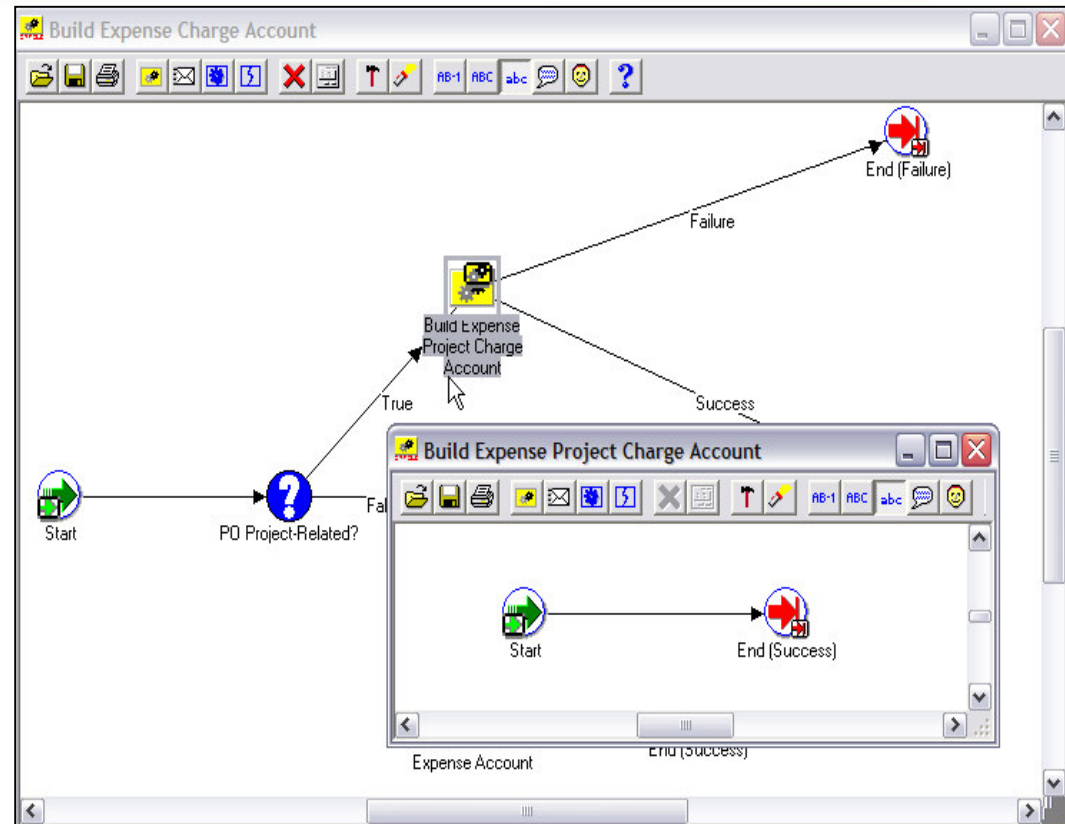 Build Expense Charge Account
AB-1 ABC abc ?
End (Failure)
Failure
Build Expense
Project Charge
Account
True
Success
Start
?
PO Project-Related?
Build Expense Project Charge Account
AB-1 ABC abc
Start
End (Success)
End (Success)
Expense Account